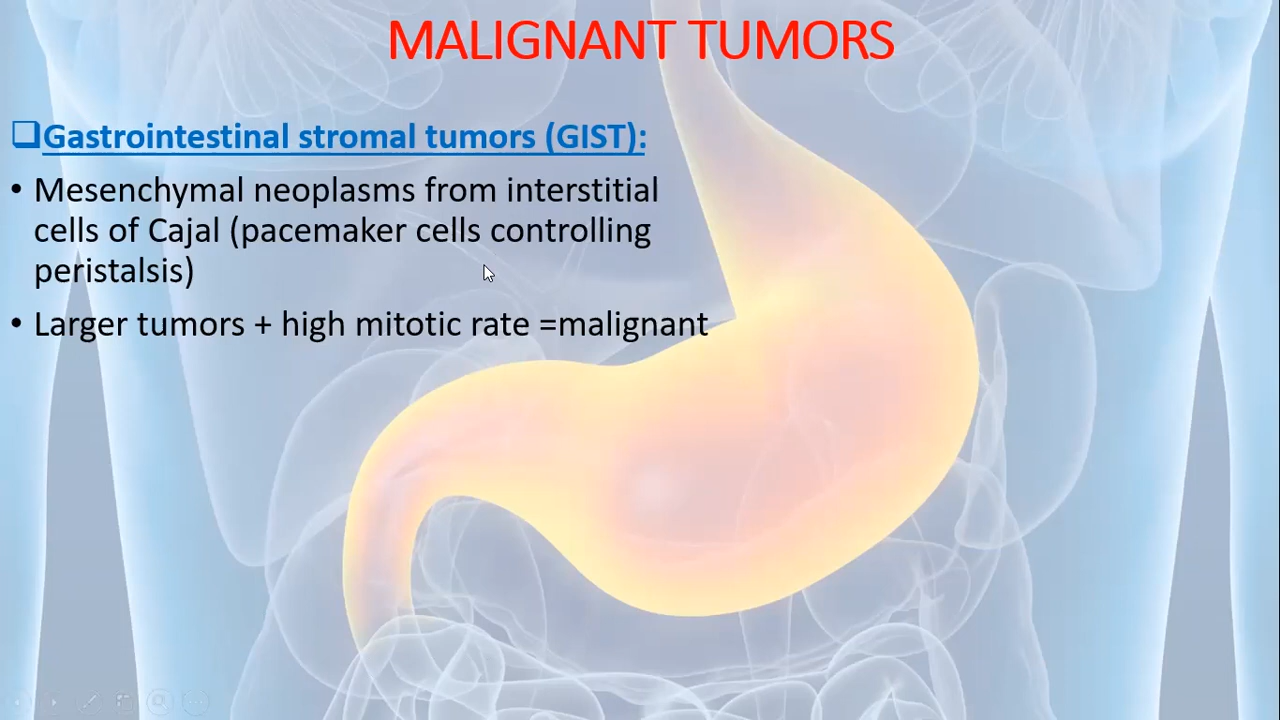 MALIGNANT TUMORS
❑Gastrointestinal stromal tumors (GIST):
• Mesenchymal neoplasms from interstitial
cells of Cajal (pacemaker cells controlling
peristalsis)
• Larger tumors + high mitotic rate =malignant